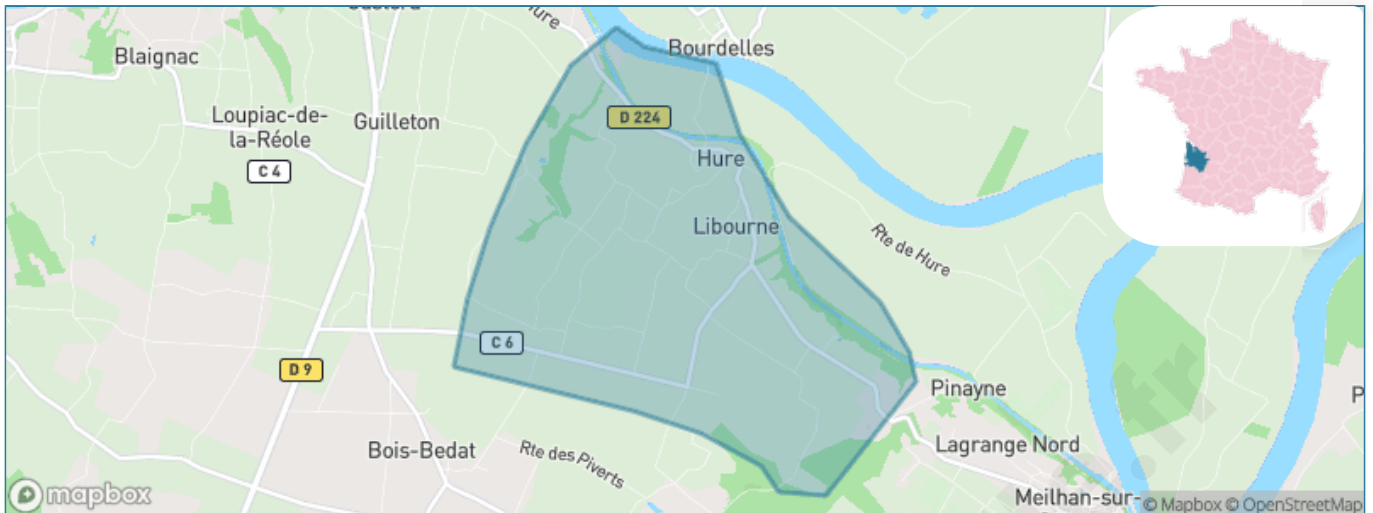 Hure
Blaignac
Bourdelles
Loupiac-de-
la-Réole
Guilleton
D 224
C 4
Hure
Libourne
Rte de Hure
C 6
D 9
Pinayne
Bois-Bedat
Rte des Piverts
Lagrange Nord
Meilhan-sur-
mapbox
© Mapbox © OpenStreetMap